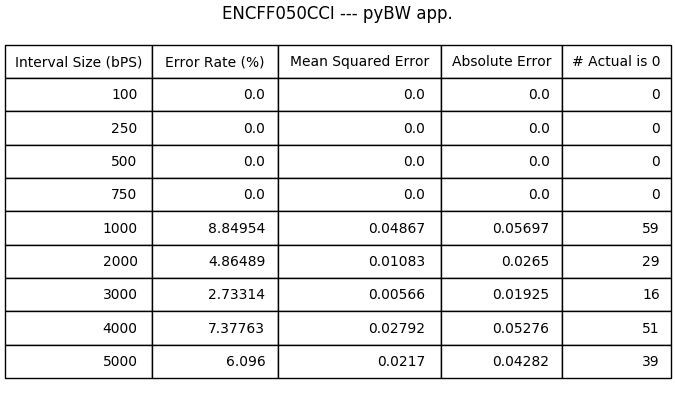 ENCFF050CCI --- pyBW app.
Interval Size (bPS) Error Rate (%) Mean Squared Error Absolute Error # Actual is 0
100 0.0 0.0 0.0 0
250 0.0 0.0 0.0 0
500 0.0 0.0 0.0 0
750 0.0 0.0 0.0 0
1000 8.84954 0.04867 0.05697 59
2000 4.86489 0.01083 0.0265 29
3000 2.73314 0.00566 0.01925 16
4000 7.37763 0.02792 0.05276 51
5000 6.096 0.0217 0.04282 39